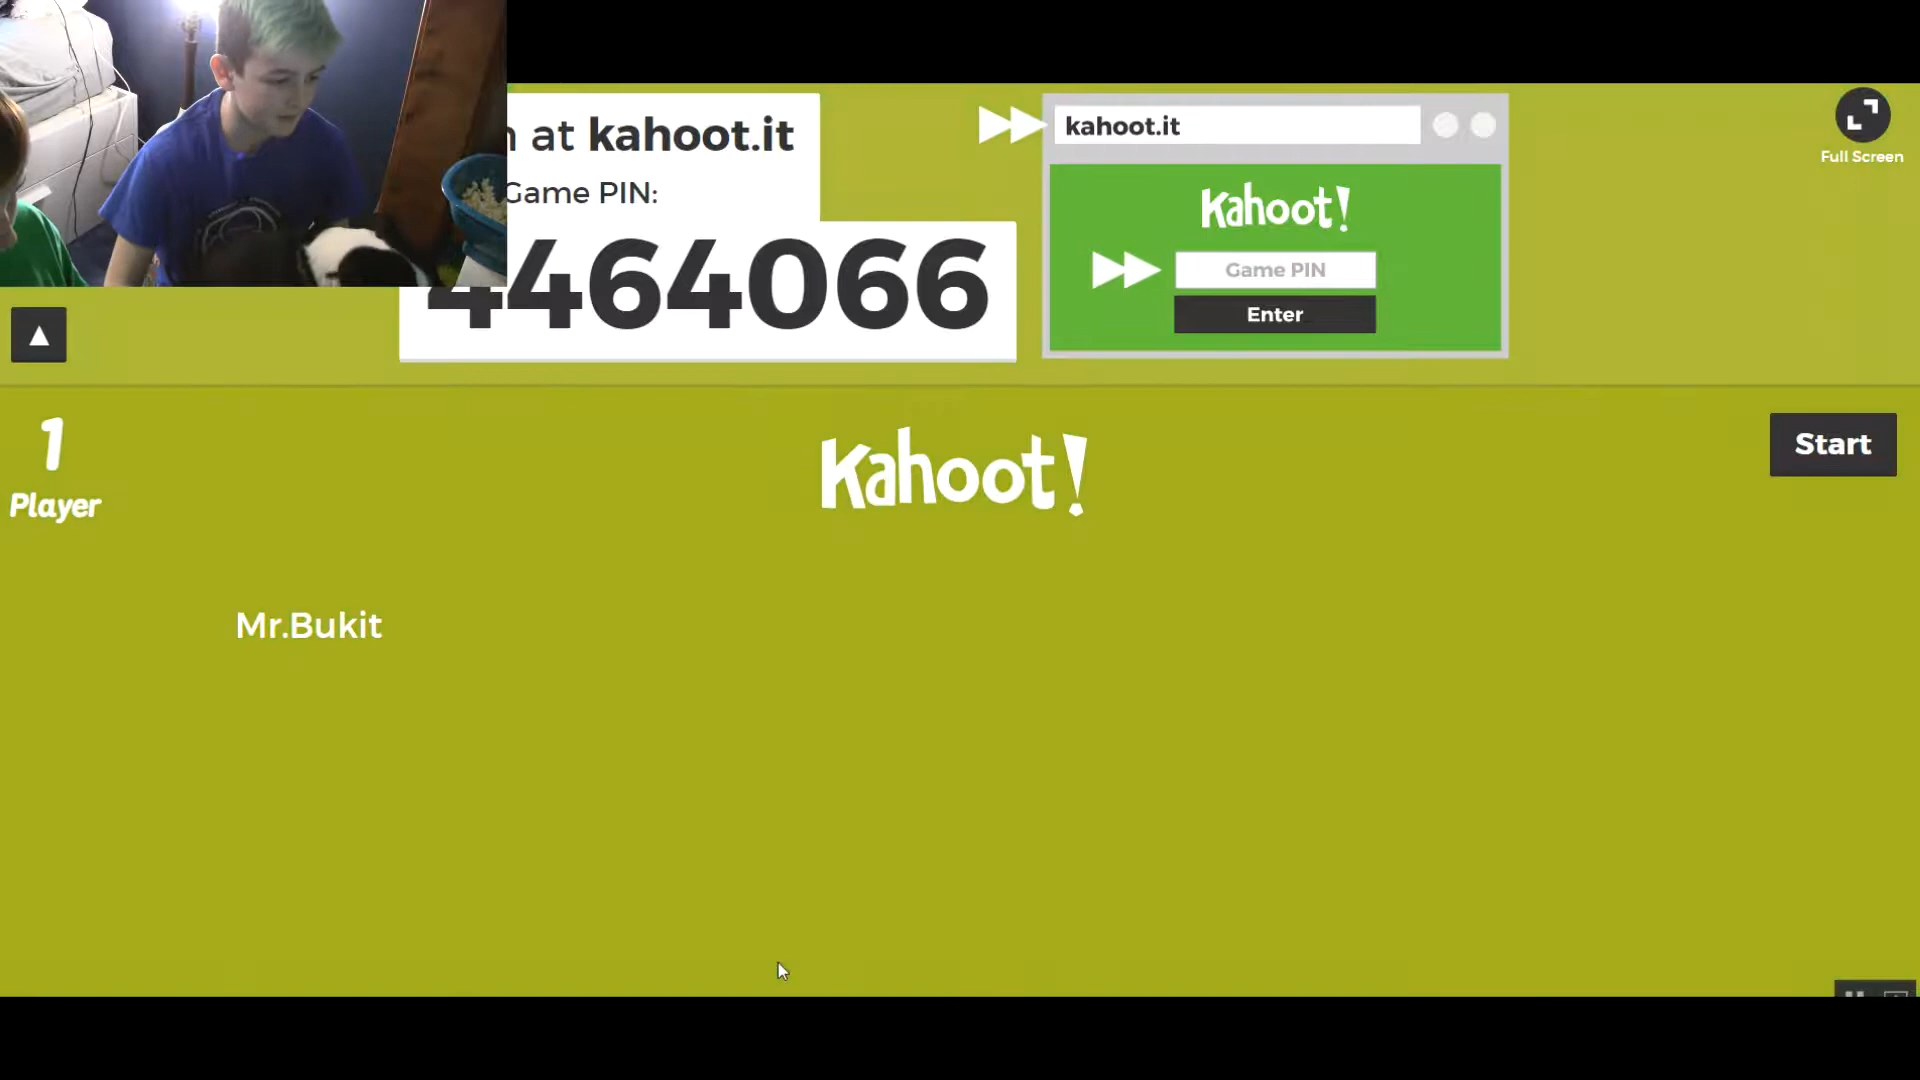 at kahoot.it
Game PIN:
4464066
kahoot.it
Kahoot!
Game PIN
Enter
Full Screen
1
Player
Kahoot!
Start
Mr.Bukit